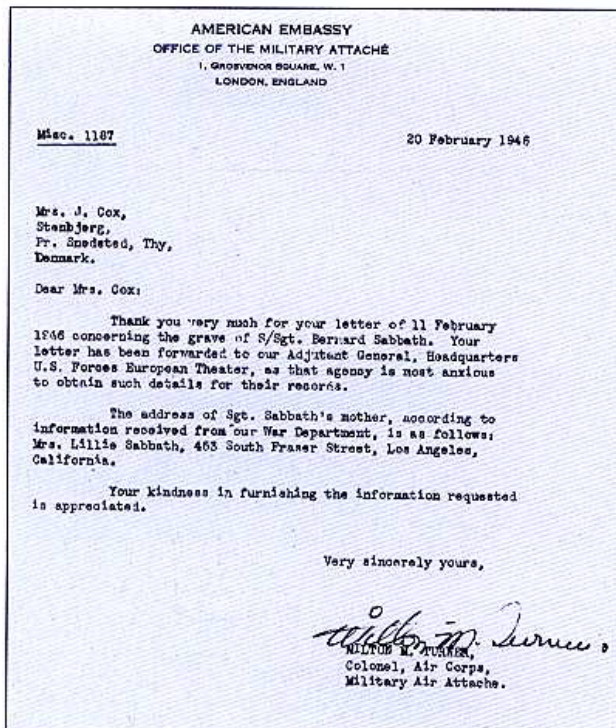 AMERICAN EMBASSY
OFFICE OF THE MILITARY ATTACHÉ
1, GROSVENOR SQUARE, W. 1
LONDON, ENGLAND
Misc. 1187
20 February 1946
Mrs. J. Cox,
Stenbjerg,
Pr. Snedsted, Thy,
Denmark.
Dear Mrs. Cox:
Thank you very much for your letter of 11 February
1946 concerning the grave of S/Sgt. Bernard Sabbath. Your
letter has been forwarded to our Adjutant General, Headquarters
U.S. Forces European Theater, as that agency is most anxious
to obtain such details for their records.
The address of Sgt. Sabbath's mother, according to
information received from our War Department, is as follows:
Mrs. Lillie Sabbath, 463 South Fraser Street, Los Angeles,
California.
Your kindness in furnishing the information requested
is appreciated.
Very sincerely yours,
Milton M. Turner.
MILTON M. TURNER,
Colonel, Air Corps,
Military Air Attache.